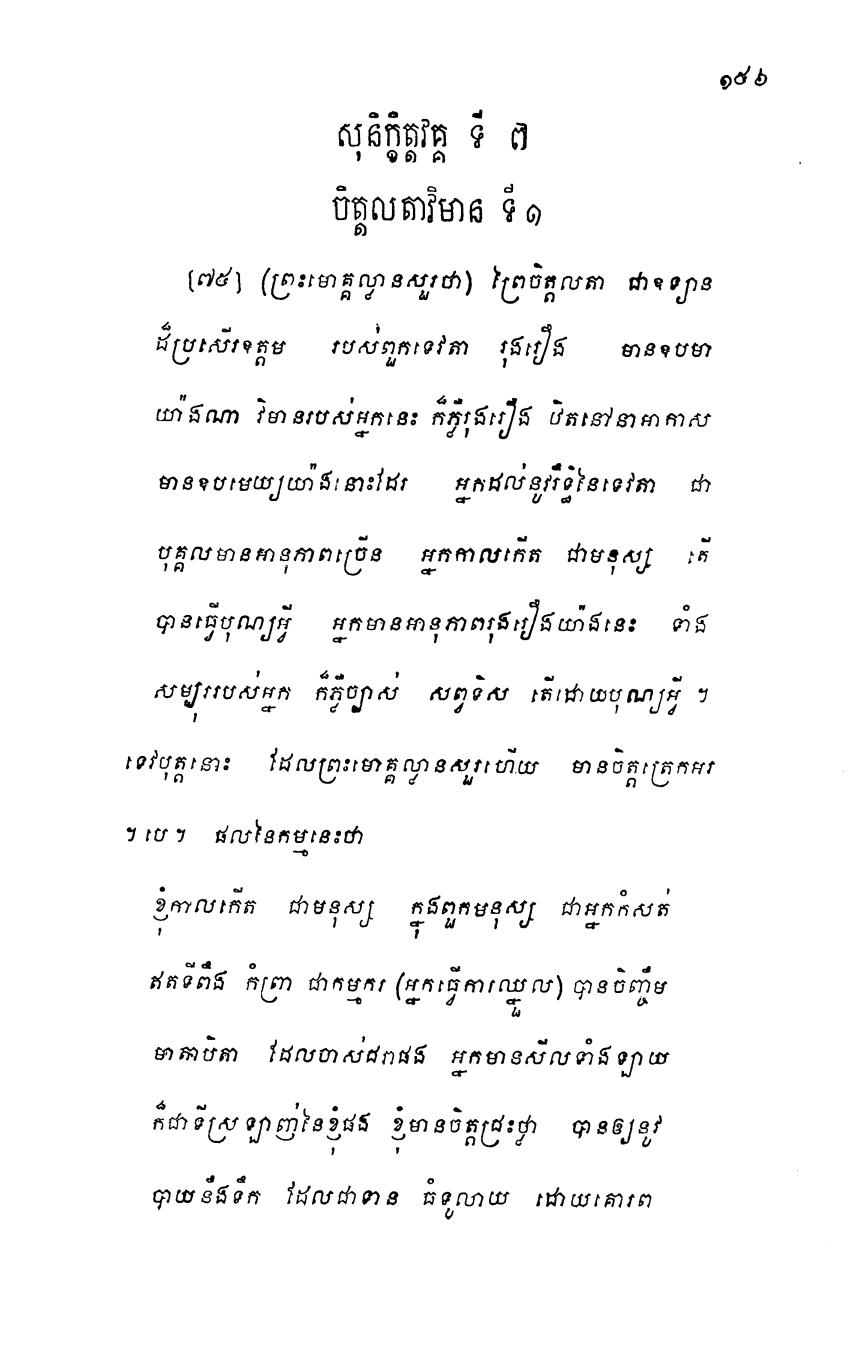 ១៥៦
សុនិក្ខិត្តវគ្គ ទី ៧
ចិត្តលតាវិមាន ទី១
[៧៥] (ព្រះមោគ្គល្លានសួរថា) ព្រៃចិត្តលតា ជាឧទ្យាន
ដ៏ប្រសើរឧត្តម របស់ពួកទេវតា រុងរឿង មានឧបមា
យ៉ាងណា វិមានរបស់អ្នកនេះ ក៏ភ្លឺរុងរឿង ឋិតនៅនាអាកាស
មានឧបមេយ្យយ៉ាងនោះដែរ អ្នកដល់នូវរឹទ្ធិនៃទេវតា ជា
បុគ្គលមានអានុភាពច្រើន អ្នកកាលកើត ជាមនុស្ស តើ
បានធ្វើបុណ្យអ្វី អ្នកមានអានុភាពរុងរឿងយ៉ាងនេះ ទាំង
សម្បុររបស់អ្នក ក៏ភ្លឺច្បាស់ សព្វទិស តើដោយបុណ្យអ្វី ។
ទេវបុត្តនោះ ដែលព្រះមោគ្គល្លានសួរហើយ មានចិត្តត្រេកអរ
។ បេ ។ ផលនៃកម្មនេះថា
ខ្ញុំកាលកើត ជាមនុស្ស ក្នុងពួកមនុស្ស ជាអ្នកកំសត់
ឥតទីពឹង កំព្រា ជាកម្មករ (អ្នកធ្វើការឈ្នួល) បានចិញ្ចឹម
មាតាបិតា ដែលចាស់ជរាផង អ្នកមានសីលទាំងឡាយ
ក៏ជាទីស្រឡាញ់នៃខ្ញុំផង ខ្ញុំមានចិត្តជ្រះថ្លា បានឲ្យនូវ
បាយនឹងទឹក ដែលជាទាន ធំទូលាយ ដោយគោរព